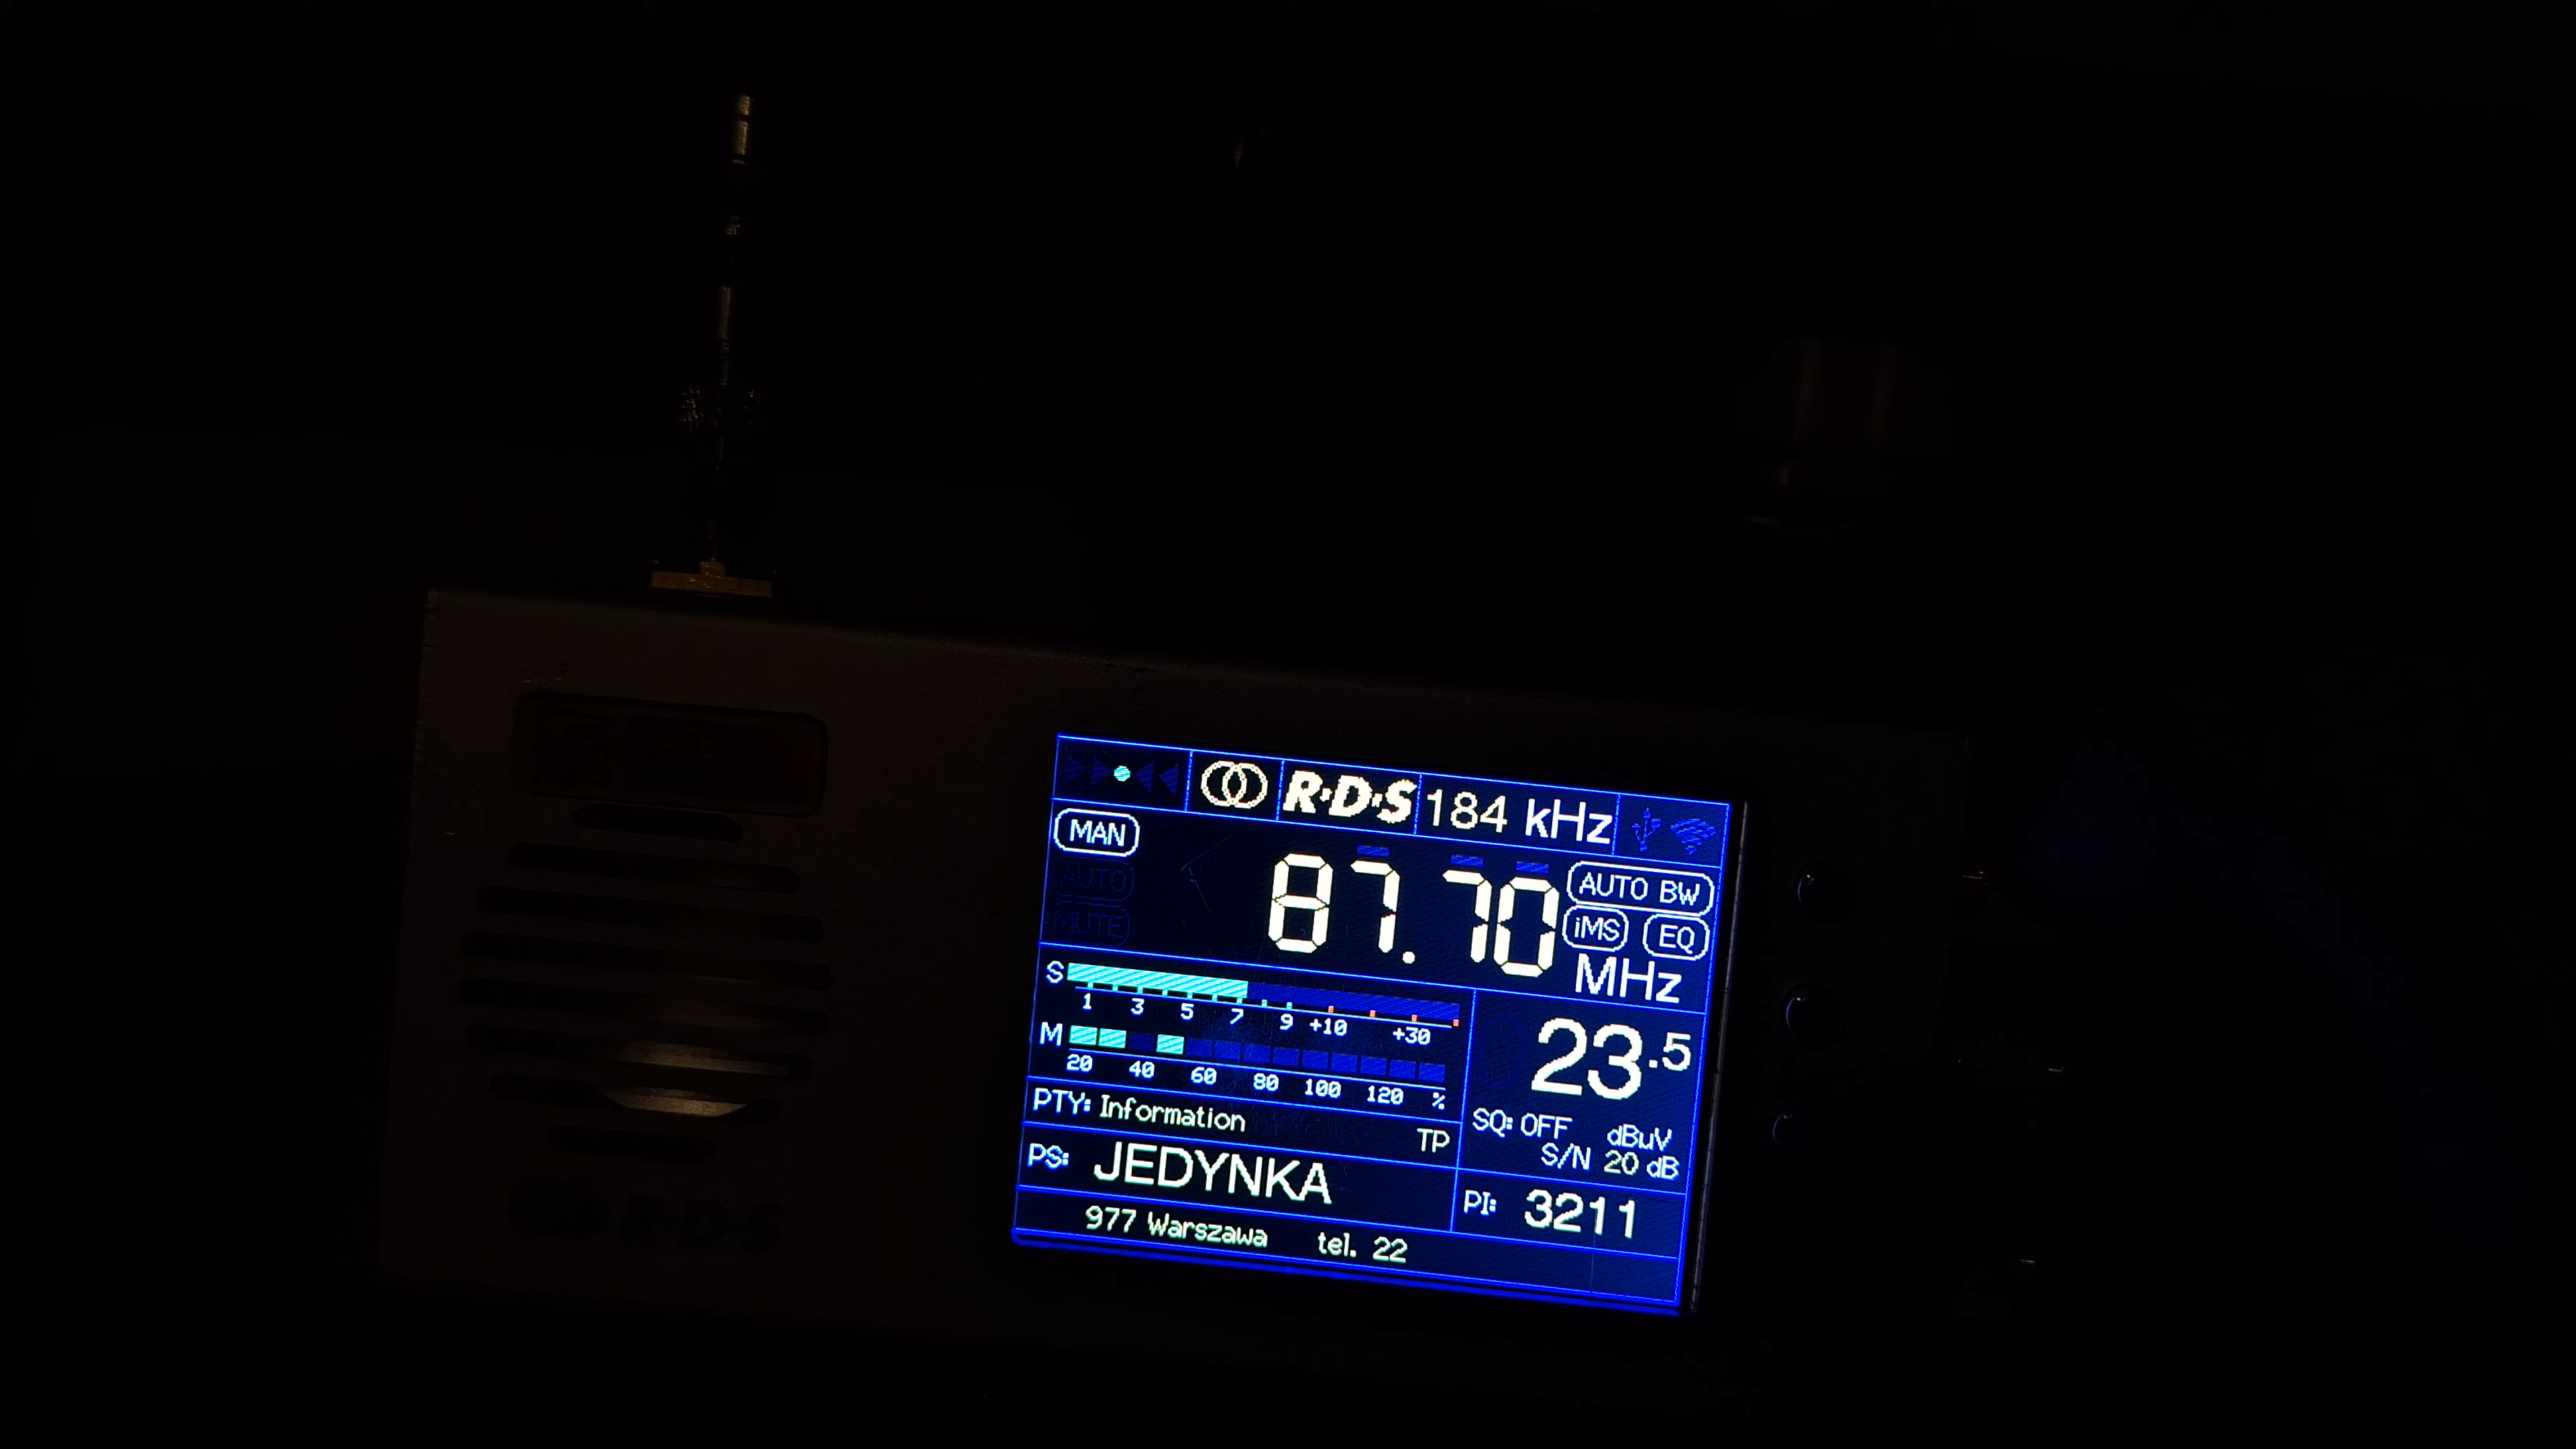 R·D·S 184 kHz
MAN
AUTO
MUTE
87.70 MHz
AUTO BW
iMS EQ
S
1 3 5 7 9 +10 +30
M
20 40 60 80 100 120 %
23.5
SQ: OFF dBuV
S/N 20 dB
PTY: Information TP
PS: JEDYNKA
PI: 3211
977 Warszawa tel. 22
R·D·S